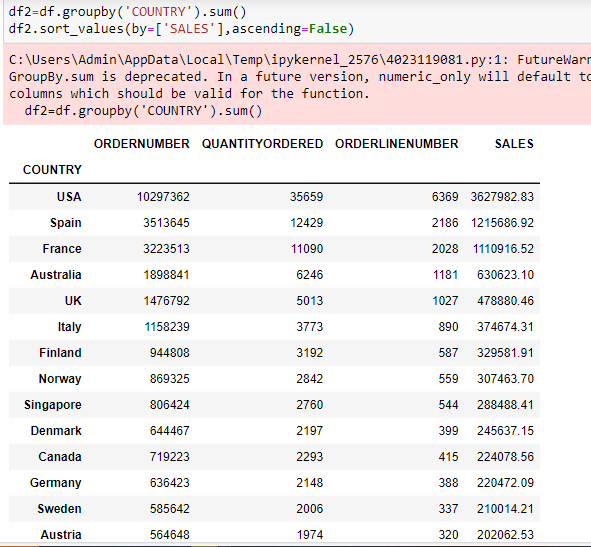 df2=df.groupby('COUNTRY').sum()
df2.sort_values(by=['SALES'],ascending=False)
C:\Users\Admin\AppData\Local\Temp\ipykernel_2576\4023119081.py:1: FutureWarn
GroupBy.sum is deprecated. In a future version, numeric_only will default to
columns which should be valid for the function.
df2=df.groupby('COUNTRY').sum()
ORDERNUMBER QUANTITYORDERED ORDERLINENUMBER SALES
COUNTRY
USA 10297362 35659 6369 3627982.83
Spain 3513645 12429 2186 1215686.92
France 3223513 11090 2028 1110916.52
Australia 1898841 6246 1181 630623.10
UK 1476792 5013 1027 478880.46
Italy 1158239 3773 890 374674.31
Finland 944808 3192 587 329581.91
Norway 869325 2842 559 307463.70
Singapore 806424 2760 544 288488.41
Denmark 644467 2197 399 245637.15
Canada 719223 2293 415 224078.56
Germany 636423 2148 388 220472.09
Sweden 585642 2006 337 210014.21
Austria 564648 1974 320 202062.53